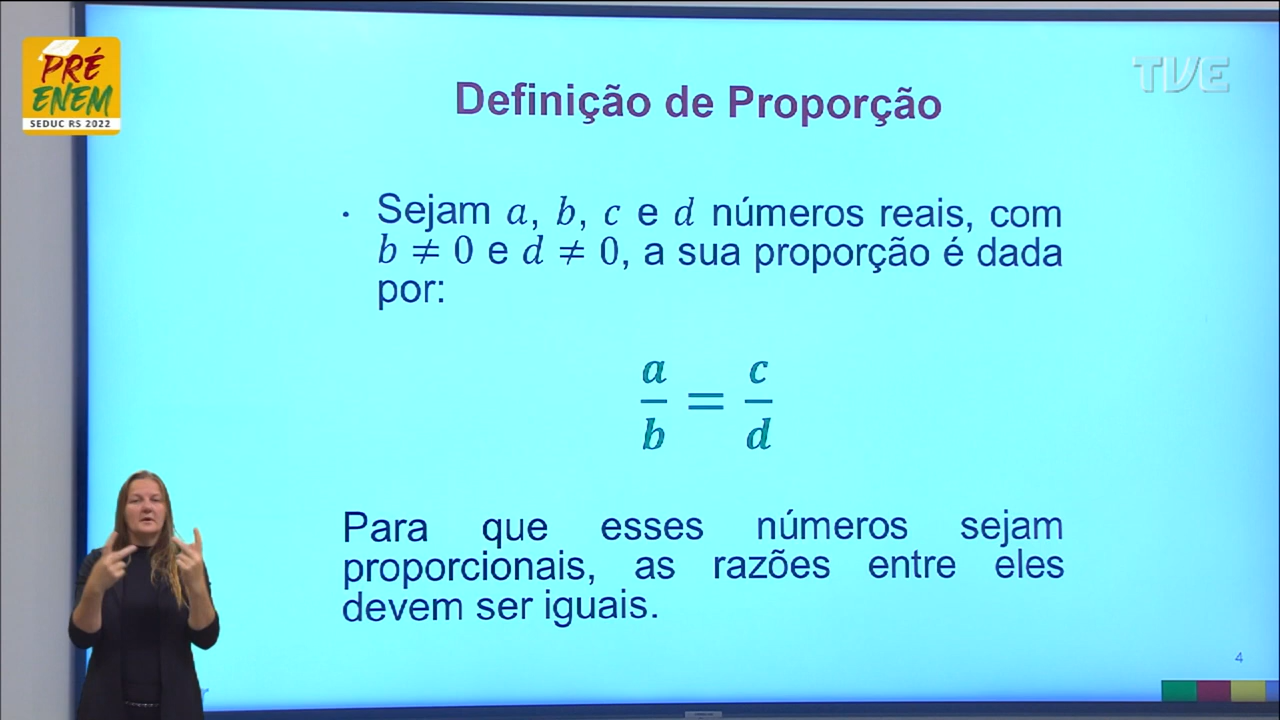 PRÉ
ENEM
SEDUC RS 2022
TVE
Definição de Proporção
• Sejam a, b, c e d números reais, com
b ≠ 0 e d ≠ 0, a sua proporção é dada
por:
a/b = c/d
Para que esses números sejam
proporcionais, as razões entre eles
devem ser iguais.
4